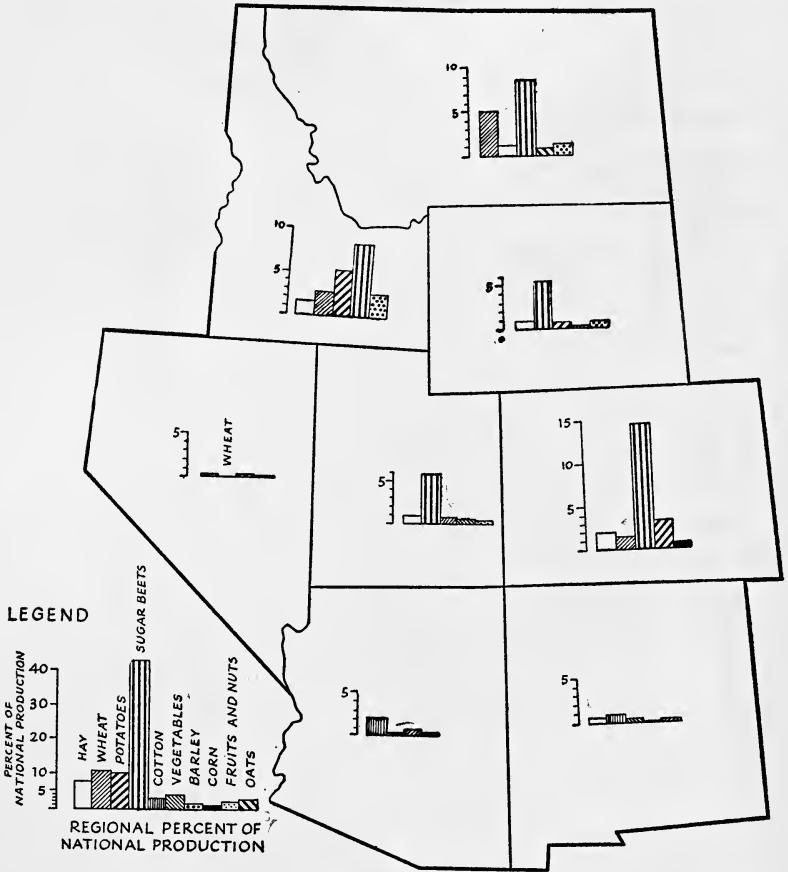 10
5
10
5
5
0
5
WHEAT
5
15
10
5
5
5
LEGEND
PERCENT OF
NATIONAL PRODUCTION
40
30
20
10
5
HAY
WHEAT
POTATOES
SUGAR BEETS
COTTON
VEGETABLES
BARLEY
CORN
FRUITS AND NUTS
OATS
REGIONAL PERCENT OF
NATIONAL PRODUCTION